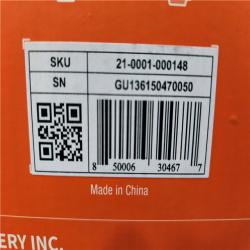 SKU 21-0001-000148
SN GU136150470050
8 50006 30467 7
Made in China
ERY INC.